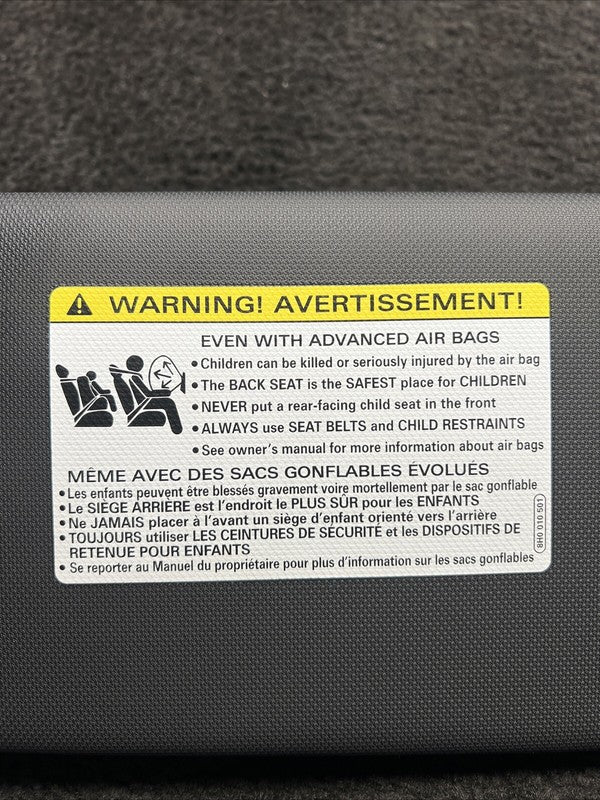 WARNING! AVERTISSEMENT!
EVEN WITH ADVANCED AIR BAGS
• Children can be killed or seriously injured by the air bag
• The BACK SEAT is the SAFEST place for CHILDREN
• NEVER put a rear-facing child seat in the front
• ALWAYS use SEAT BELTS and CHILD RESTRAINTS
• See owner's manual for more information about air bags
MÊME AVEC DES SACS GONFLABLES ÉVOLUÉS
• Les enfants peuvent être blessés gravement voire mortellement par le sac gonflable
• Le SIÈGE ARRIÈRE est l'endroit le PLUS SÛR pour les ENFANTS
• Ne JAMAIS placer à l'avant un siège d'enfant orienté vers l'arrière
• TOUJOURS utiliser LES CEINTURES DE SÉCURITÉ et les DISPOSITIFS DE
RETENUE POUR ENFANTS
• Se reporter au Manuel du propriétaire pour plus d'information sur les sacs gonflables
8H0 010 501